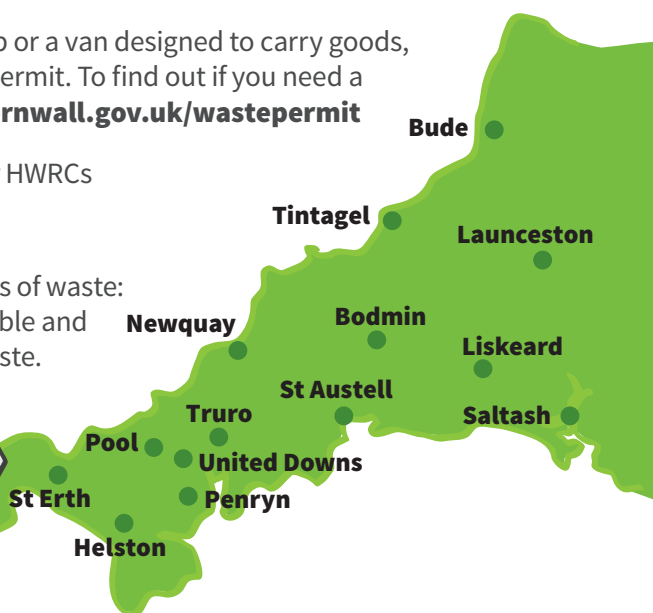 or a van designed to carry goods,
ermit. To find out if you need a
rnwall.gov.uk/wastepermit
HWRCs
s of waste:
ble and
ste.
Bude
Tintagel
Launceston
Newquay
Bodmin
Liskeard
St Austell
Truro
Saltash
Pool
United Downs
St Erth
Penryn
Helston